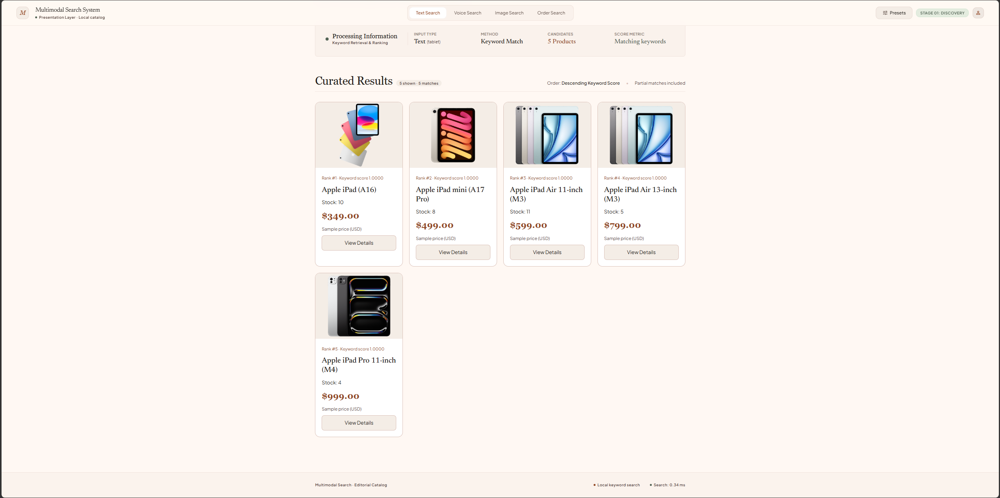 M
Multimodal Search System
Presentation Layer · Local catalog
Text Search
Voice Search
Image Search
Order Search
Presets
STAGE 01: DISCOVERY
Processing Information
Keyword Retrieval & Ranking
INPUT TYPE
Text (tablet)
METHOD
Keyword Match
CANDIDATES
5 Products
SCORE METRIC
Matching keywords
Curated Results
5 shown · 5 matches
Order: Descending Keyword Score
Partial matches included
Rank #1 · Keyword score 1.0000
Apple iPad (A16)
Stock: 10
$349.00
Sample price (USD)
View Details
Rank #2 · Keyword score 1.0000
Apple iPad mini (A17
Pro)
Stock: 8
$499.00
Sample price (USD)
View Details
Rank #3 · Keyword score 1.0000
Apple iPad Air 11-inch
(M3)
Stock: 11
$599.00
Sample price (USD)
View Details
Rank #4 · Keyword score 1.0000
Apple iPad Air 13-inch
(M3)
Stock: 5
$799.00
Sample price (USD)
View Details
Rank #5 · Keyword score 1.0000
Apple iPad Pro 11-inch
(M4)
Stock: 4
$999.00
Sample price (USD)
View Details
Multimodal Search · Editorial Catalog
Local keyword search
Search: 0.34 ms